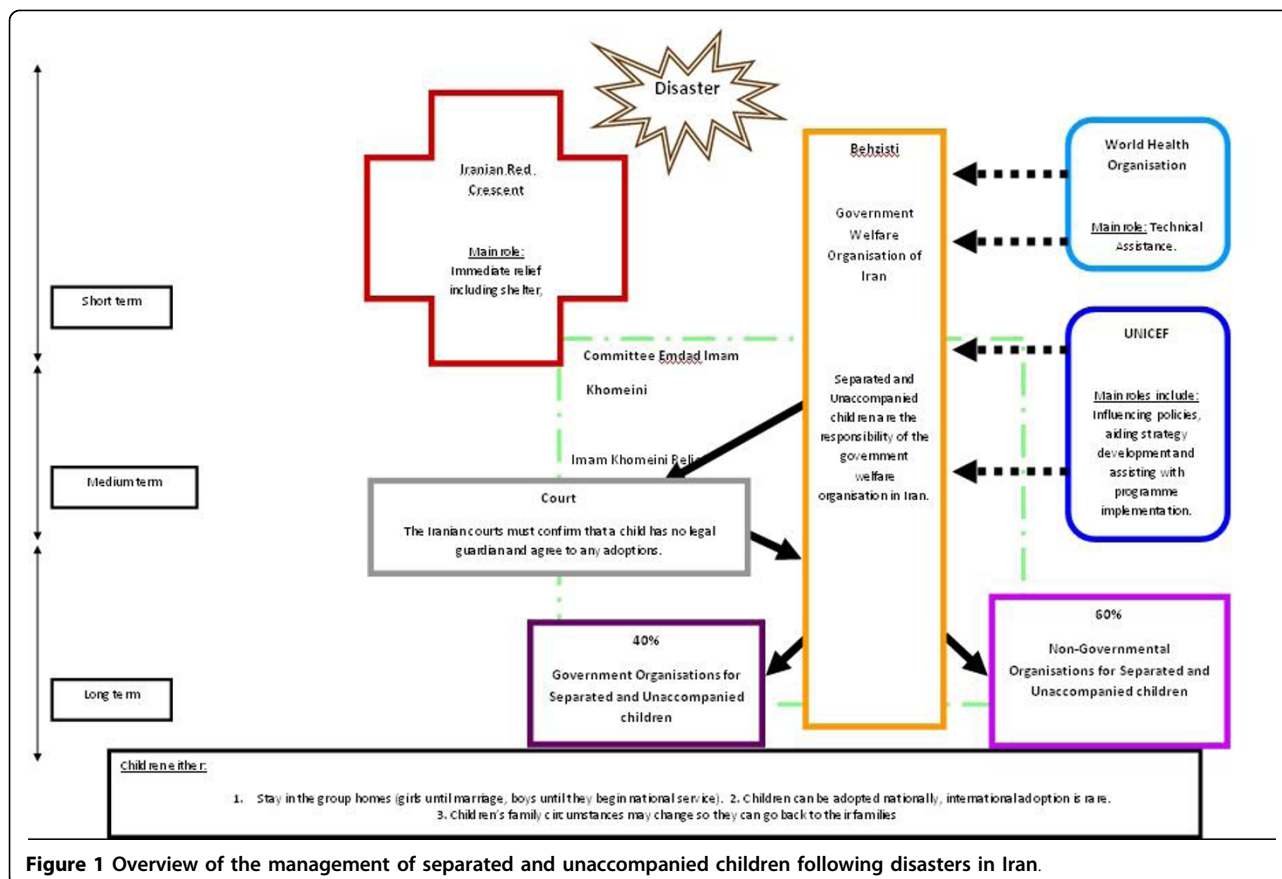 Disaster
Iranian Red
Crescent
Main role:
Immediate relief
including shelter,
Behzisti
Government
Welfare
Organisation of
Iran
Separated and
Unaccompanied
children are the
responsibility of the
government
welfare
organisation in Iran.
World Health
Organisation
Main role: Technical
Assistance.
UNICEF
Main roles include:
Influencing policies,
aiding strategy
development and
assisting with
programme
implementation.
Short term
Medium term
Long term
Committee Emdad Imam
Khomeini
Imam Khomeini
Court
The Iranian courts must confirm that a child has no legal
guardian and agree to any adoptions.
40%
Government Organisations for
Separated and Unaccompanied
children
60%
Non-Governmental
Organisations for Separated and
Unaccompanied children
Children either:
1. Stay in the group homes (girls until marriage, boys until they begin national service). 2. Children can be adopted nationally, international adoption is rare.
3. Children's family circumstances may change so they can go back to their families
Figure 1 Overview of the management of separated and unaccompanied children following disasters in Iran.